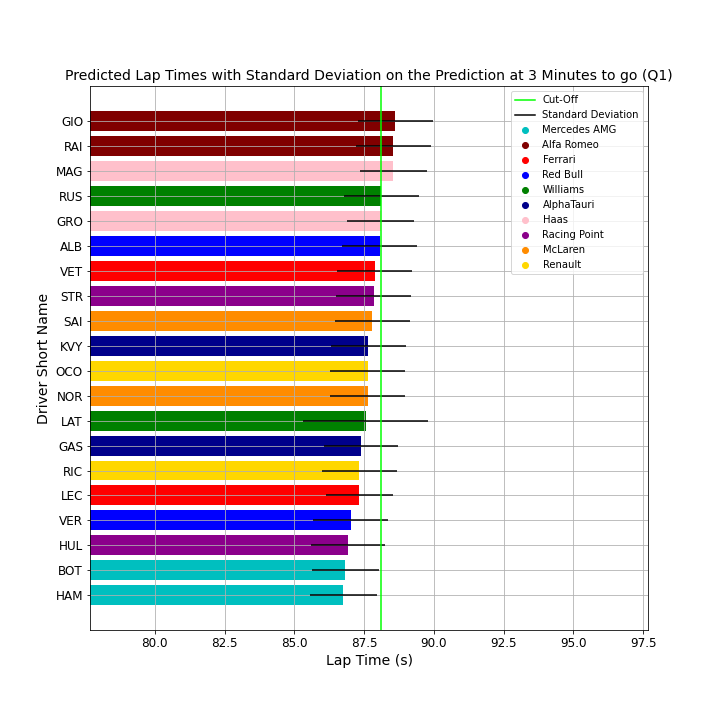 Predicted Lap Times with Standard Deviation on the Prediction at 3 Minutes to go (Q1)
Cut-Off
Standard Deviation
Mercedes AMG
Alfa Romeo
Ferrari
Red Bull
Williams
AlphaTauri
Haas
Racing Point
McLaren
Renault
Driver Short Name
GIO
RAI
MAG
RUS
GRO
ALB
VET
STR
SAI
KVY
OCO
NOR
LAT
GAS
RIC
LEC
VER
HUL
BOT
HAM
80.0 82.5 85.0 87.5 90.0 92.5 95.0 97.5
Lap Time (s)